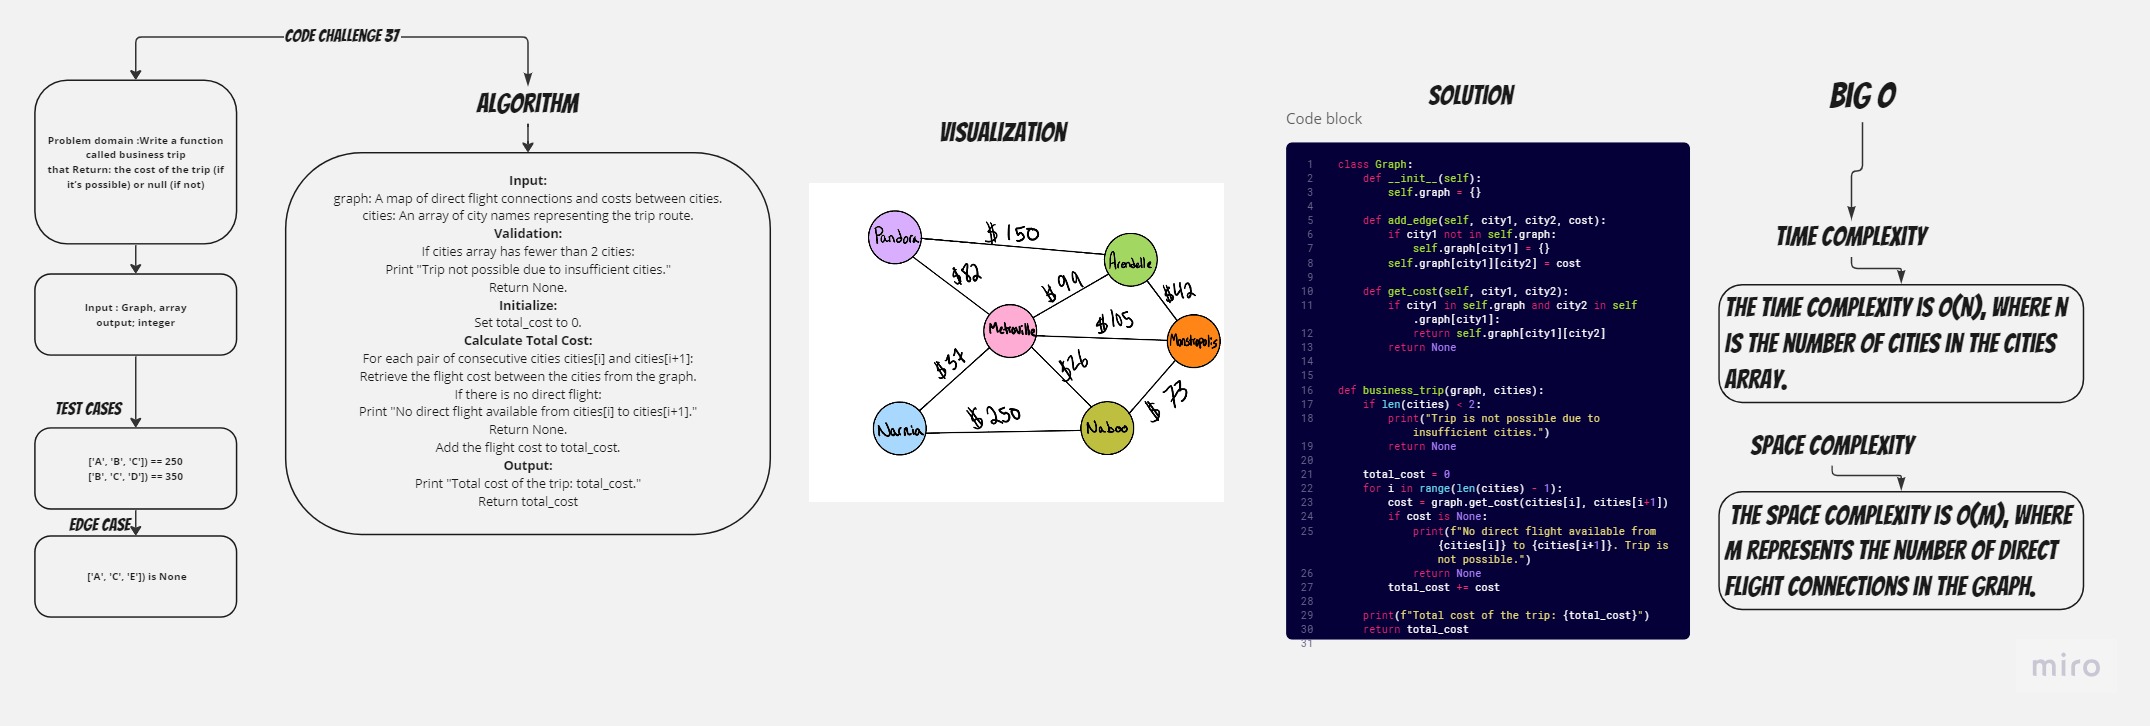 CODE CHALLENGE 37
Problem domain :Write a function
called business trip
that Return: the cost of the trip (if
it's possible) or null (if not)
Input : Graph, array
output; integer
TEST CASES
['A', 'B', 'C']) == 250
['B', 'C', 'D']) == 350
EDGE CASE
['A', 'C', 'E']) is None
ALGORITHM
Input:
graph: A map of direct flight connections and costs between cities.
cities: An array of city names representing the trip route.
Validation:
If cities array has fewer than 2 cities:
Print "Trip not possible due to insufficient cities."
Return None.
Initialize:
Set total_cost to 0.
Calculate Total Cost:
For each pair of consecutive cities cities[i] and cities[i+1]:
Retrieve the flight cost between the cities from the graph.
If there is no direct flight:
Print "No direct flight available from cities[i] to cities[i+1]."
Return None.
Add the flight cost to total_cost.
Output:
Print "Total cost of the trip: total_cost."
Return total_cost
VISUALIZATION
Pandora
$150
Arendelle
$82
$99
$42
Metroville
$105
Monstropolis
$37
$26
$73
Narnia
$250
Naboo
SOLUTION
Code block
1 class Graph:
2 def __init__(self):
3 self.graph = {}
4
5 def add_edge(self, city1, city2, cost):
6 if city1 not in self.graph:
7 self.graph[city1] = {}
8 self.graph[city1][city2] = cost
9
10 def get_cost(self, city1, city2):
11 if city1 in self.graph and city2 in self
.graph[city1]:
12 return self.graph[city1][city2]
13 return None
14
15
16 def business_trip(graph, cities):
17 if len(cities) < 2:
18 print("Trip is not possible due to
insufficient cities.")
19 return None
20
21 total_cost = 0
22 for i in range(len(cities) - 1):
23 cost = graph.get_cost(cities[i], cities[i+1])
24 if cost is None:
25 print(f"No direct flight available from
{cities[i]} to {cities[i+1]}. Trip is
not possible.")
26 return None
27 total_cost += cost
28
29 print(f"Total cost of the trip: {total_cost}")
30 return total_cost
31
BIG O
TIME COMPLEXITY
THE TIME COMPLEXITY IS O(N), WHERE N
IS THE NUMBER OF CITIES IN THE CITIES
ARRAY.
SPACE COMPLEXITY
THE SPACE COMPLEXITY IS O(M), WHERE
M REPRESENTS THE NUMBER OF DIRECT
FLIGHT CONNECTIONS IN THE GRAPH.
miro